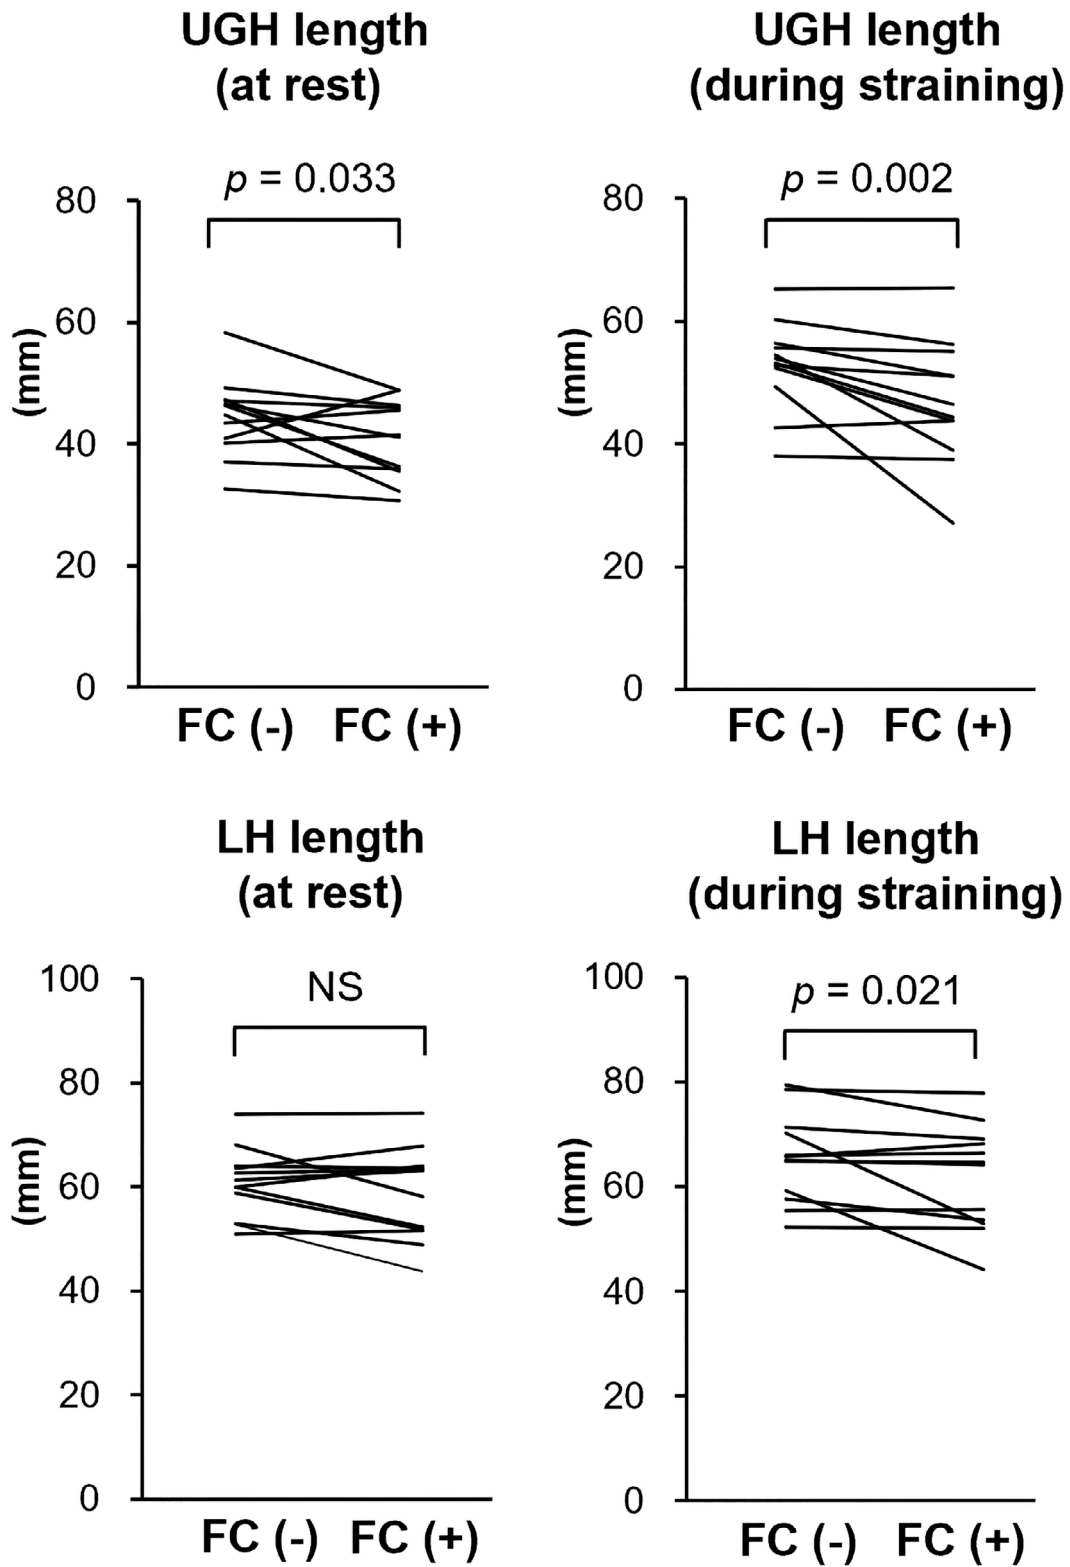 UGH length
(at rest)
p = 0.033
80
60
40
20
0
(mm)
FC (-) FC (+)
UGH length
(during straining)
p = 0.002
80
60
40
20
0
(mm)
FC (-) FC (+)
LH length
(at rest)
NS
100
80
60
40
20
0
(mm)
FC (-) FC (+)
LH length
(during straining)
p = 0.021
100
80
60
40
20
0
(mm)
FC (-) FC (+)